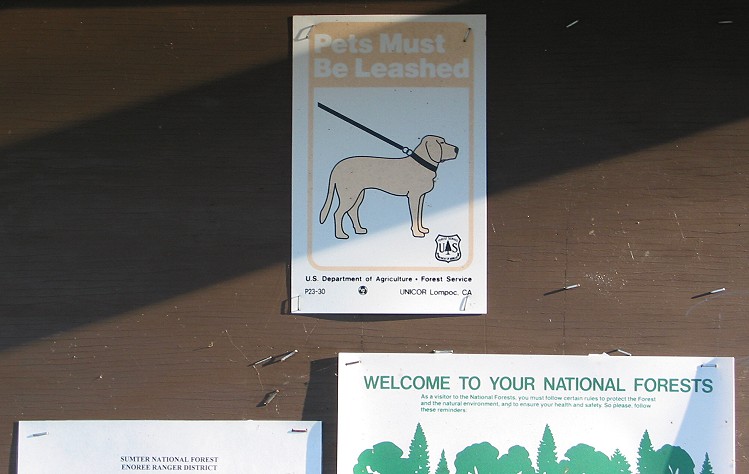 Pets Must
Be Leashed
U S
U.S. Department of Agriculture • Forest Service
P23-30
UNICOR Lompoc, CA
WELCOME TO YOUR NATIONAL FORESTS
As a visitor to the National Forests, you must follow certain rules to protect the Forest
and the natural environment, and to ensure your health and safety. So please, follow
these reminders:
SUMTER NATIONAL FOREST
ENOREE RANGER DISTRICT